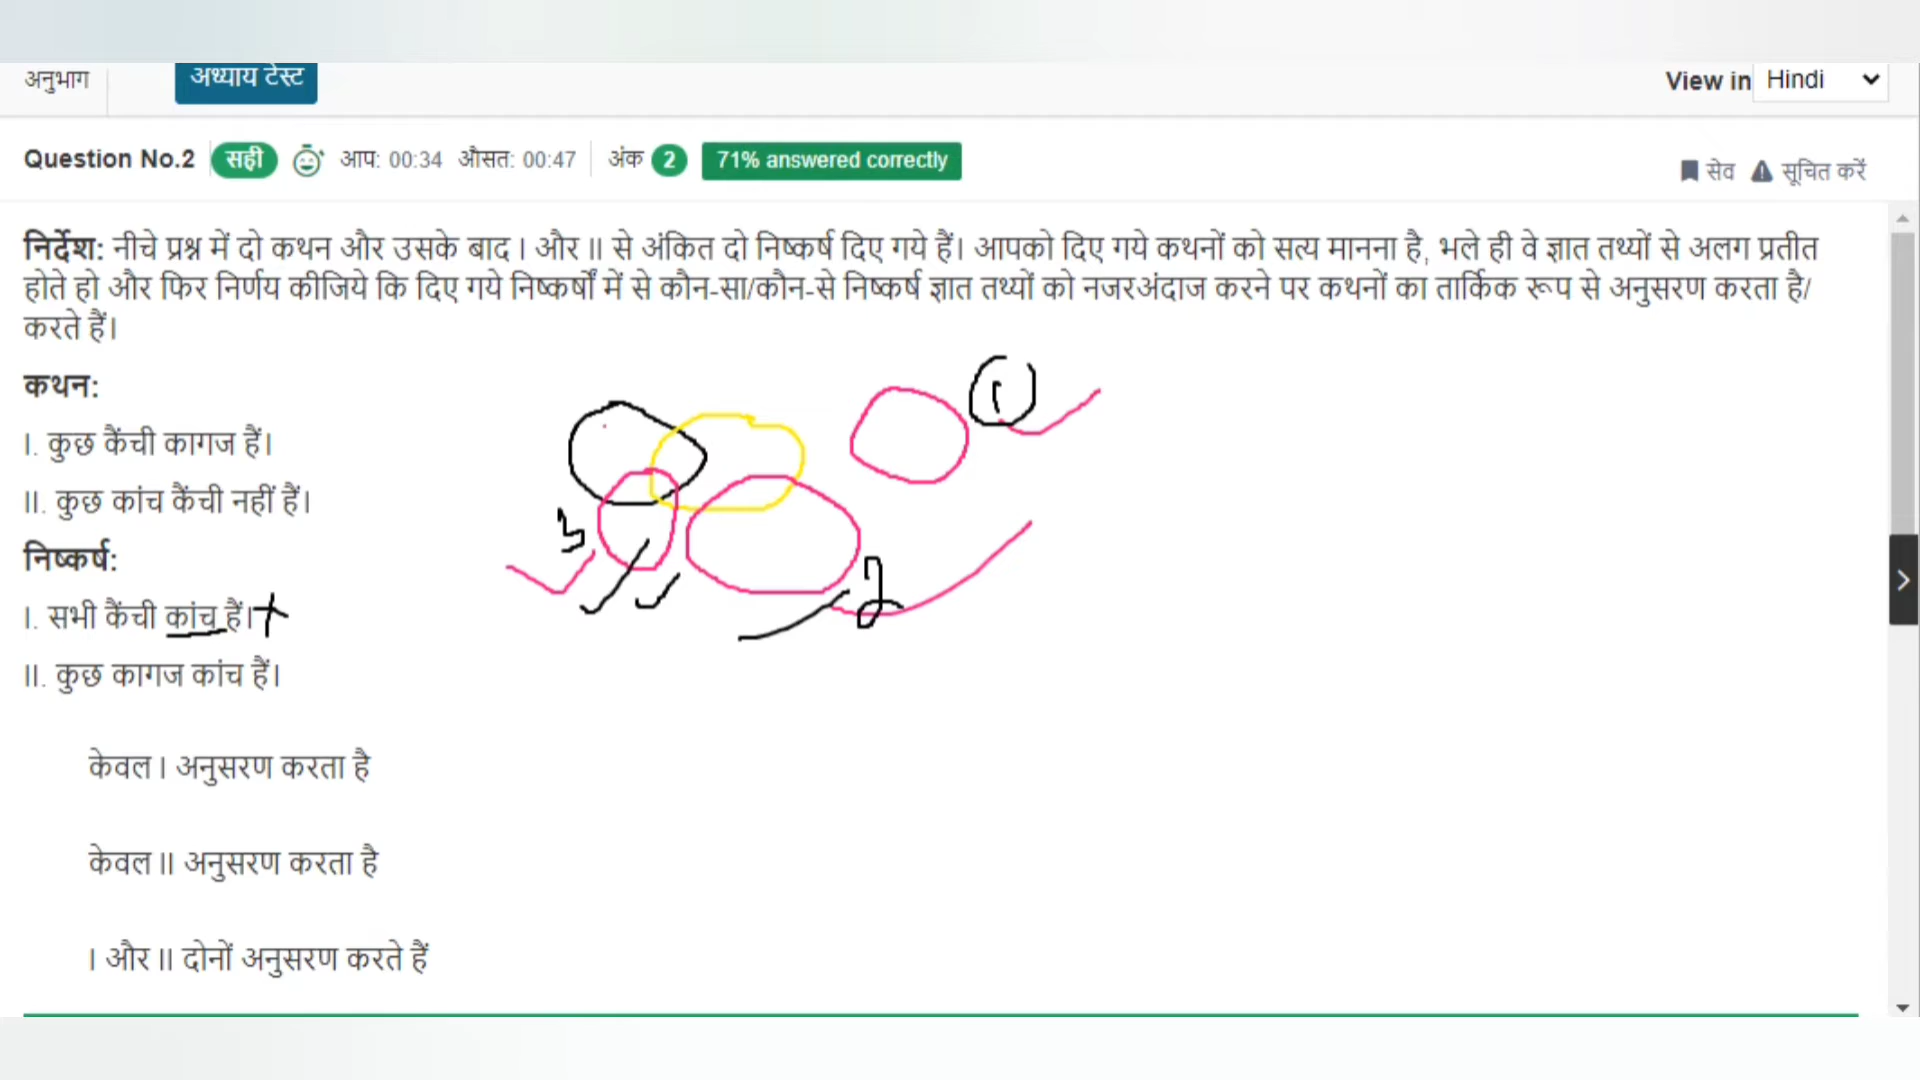 अनुभाग
अध्याय टेस्ट
View in Hindi
Question No.2 सही आप: 00:34 औसत: 00:47 अंक 2 71% answered correctly
सेव सूचित करें
निर्देश: नीचे प्रश्न में दो कथन और उसके बाद I और II से अंकित दो निष्कर्ष दिए गये हैं। आपको दिए गये कथनों को सत्य मानना है, भले ही वे ज्ञात तथ्यों से अलग प्रतीत
होते हो और फिर निर्णय कीजिये कि दिए गये निष्कर्षों में से कौन-सा/कौन-से निष्कर्ष ज्ञात तथ्यों को नजरअंदाज करने पर कथनों का तार्किक रूप से अनुसरण करता है/
करते हैं।
कथन:
I. कुछ कैंची कागज हैं।
1
II. कुछ कांच कैंची नहीं हैं।
3
निष्कर्ष:
2
I. सभी कैंची कांच हैं।
II. कुछ कागज कांच हैं।
केवल I अनुसरण करता है
केवल II अनुसरण करता है
I और II दोनों अनुसरण करते हैं